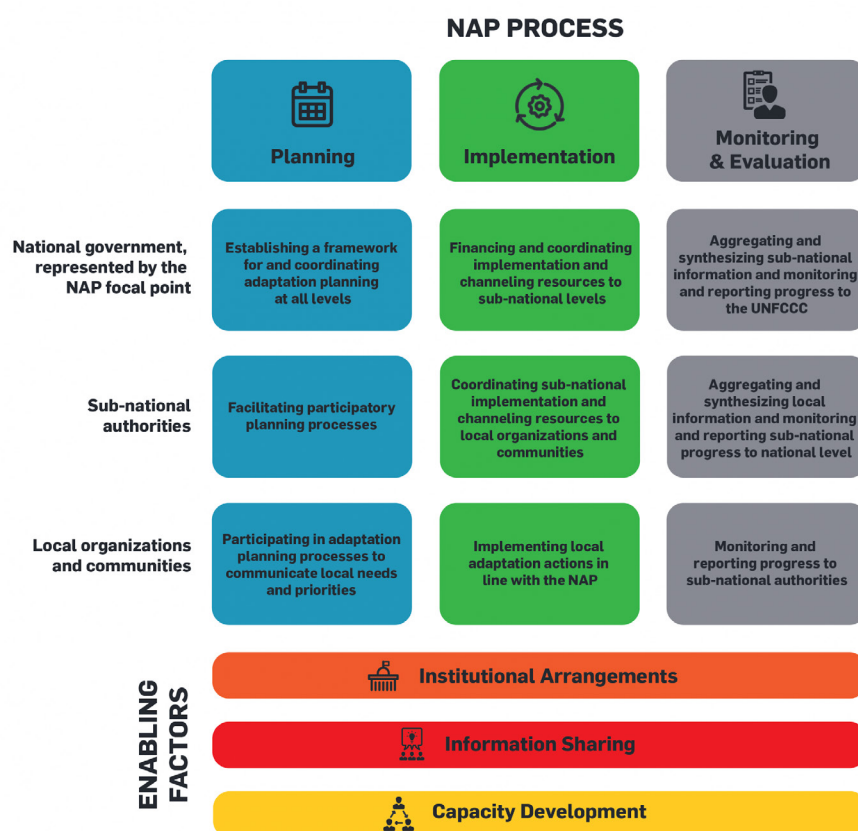 NAP PROCESS
Planning
Implementation
Monitoring
& Evaluation
National government,
represented by the
NAP focal point
Establishing a framework
for and coordinating
adaptation planning
at all levels
Financing and coordinating
implementation and
channeling resources to
sub-national levels
Aggregating and
synthesizing sub-national
information and monitoring
and reporting progress to
the UNFCCC
Sub-national
authorities
Facilitating participatory
planning processes
Coordinating sub-national
implementation and
channeling resources to
local organizations and
communities
Aggregating and
synthesizing local
information and monitoring
and reporting sub-national
progress to national level
Local organizations
and communities
Participating in adaptation
planning processes to
communicate local needs
and priorities
Implementing local
adaptation actions in
line with the NAP
Monitoring and
reporting progress to
sub-national authorities
ENABLING
FACTORS
Institutional Arrangements
Information Sharing
Capacity Development